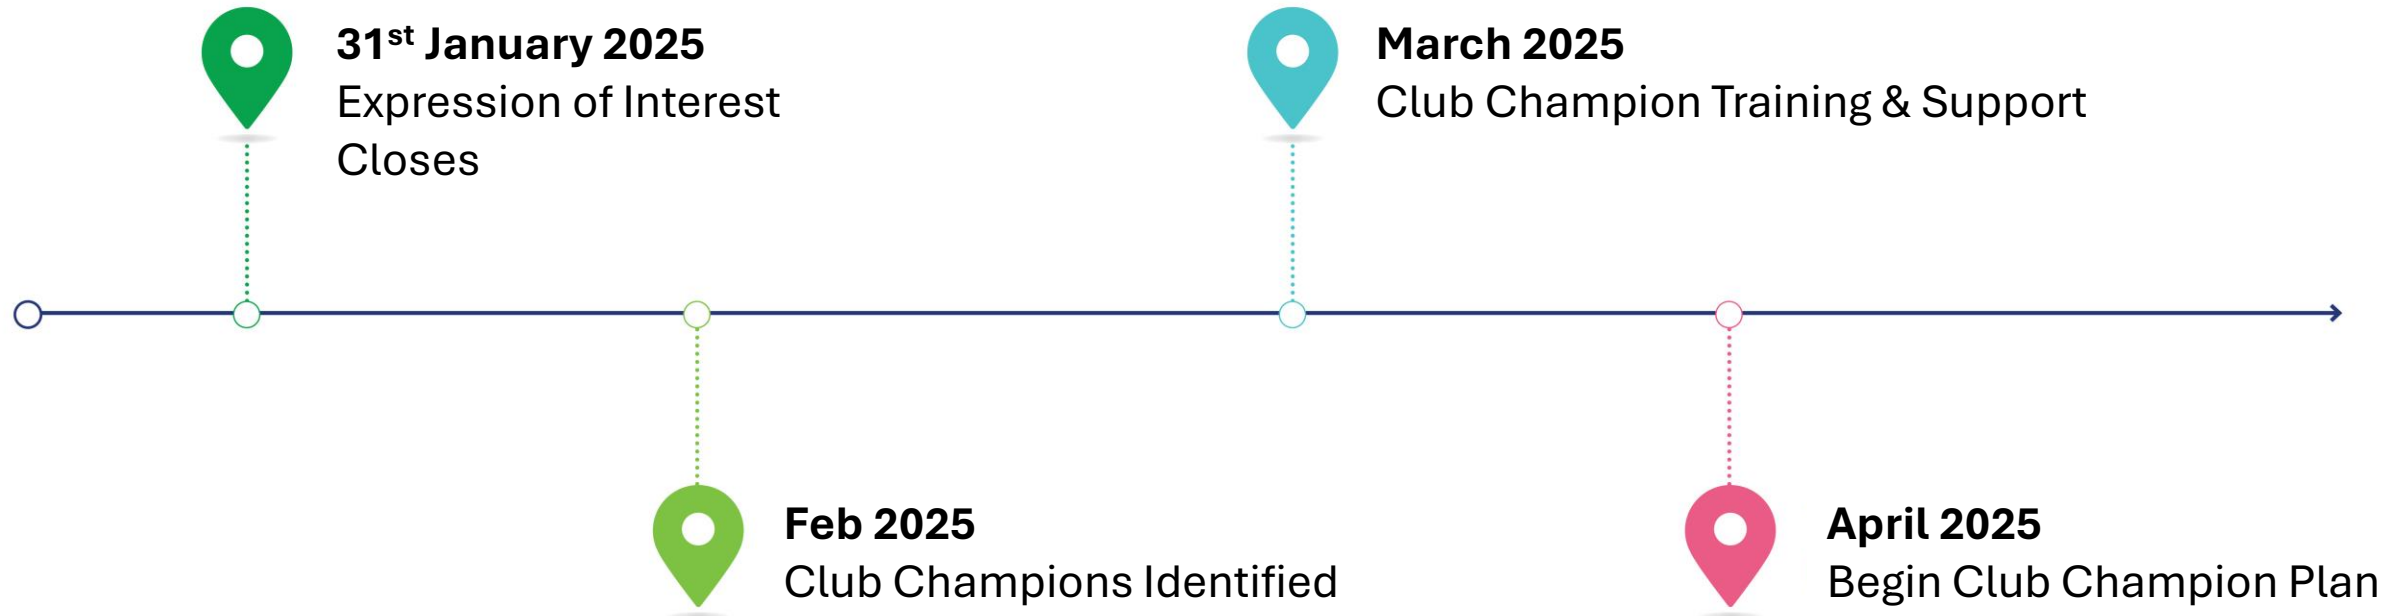 31st January 2025
Expression of Interest
Closes
Feb 2025
Club Champions Identified
March 2025
Club Champion Training & Support
April 2025
Begin Club Champion Plan